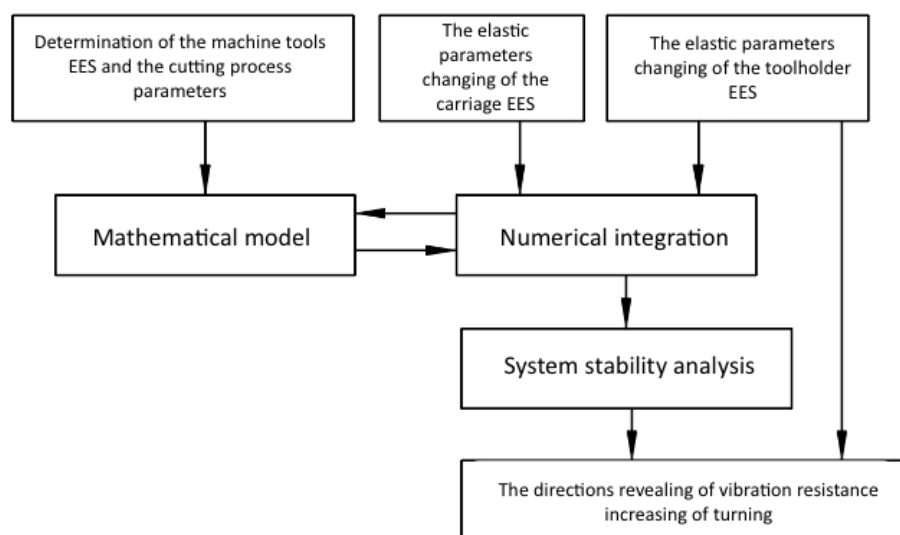 Determination of the machine tools
EES and the cutting process
parameters
The elastic
parameters
changing of the
carriage EES
The elastic parameters
changing of the toolholder
EES
Mathematical model
Numerical integration
System stability analysis
The directions revealing of vibration resistance
increasing of turning